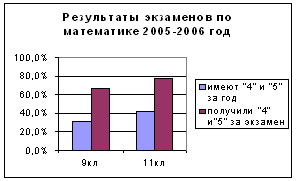 Результаты экзаменов по
математике 2005-2006 год
100,0%
80,0%
60,0%
40,0%
20,0%
0,0%
9кл
11кл
имеют "4" и "5"
за год
получили "4"
и"5" за экзамен